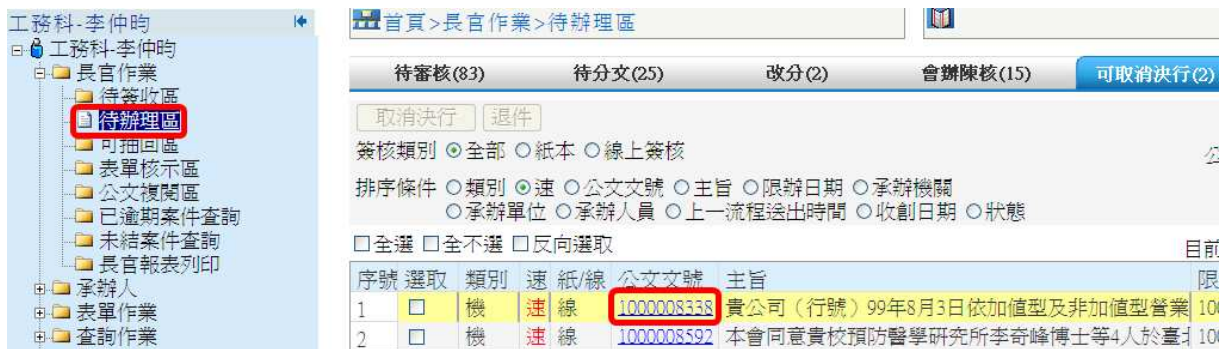 工務科-李仲昀
工務科-李仲昀
長官作業
待簽收區
待辦理區
可抽回區
表單核示區
公文複閱區
已逾期案件查詢
未結案件查詢
長官報表列印
承辦人
表單作業
查詢作業
首頁>長官作業>待辦理區
待審核(83) 待分文(25) 改分(2) 會辦陳核(15) 可取消決行(2)
取消決行 退件
簽核類別 全部 紙本 線上簽核
排序條件 類別 速 公文文號 主旨 限辦日期 承辦機關
承辦單位 承辦人員 上一流程送出時間 收創日期 狀態
全選 全不選 反向選取 目前
序號 選取 類別 速 紙/線 公文文號 主旨 限
1 機 速 線 1000008338 貴公司（行號）99年8月3日依加值型及非加值型營業 100
2 機 速 線 1000008592 本會同意貴校預防醫學研究所李奇峰博士等4人於臺北 100